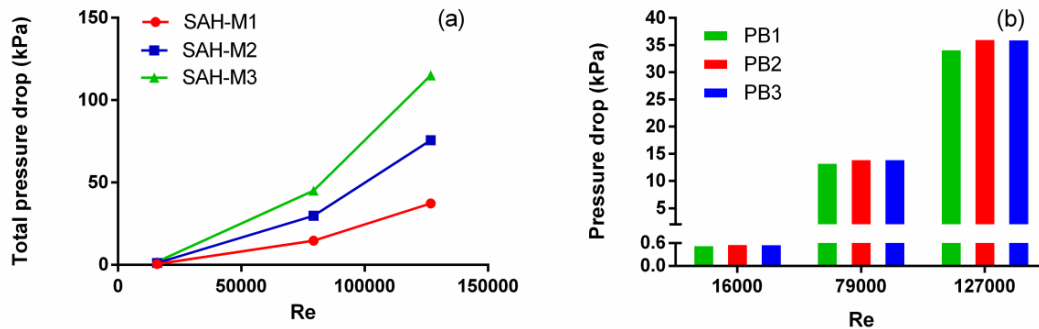 (a)
SAH-M1
SAH-M2
SAH-M3
Total pressure drop (kPa)
150
100
50
0
0
50000
100000
150000
Re
(b)
PB1
PB2
PB3
Pressure drop (kPa)
40
35
30
25
20
15
10
5
0.6
0.0
16000
79000
127000
Re